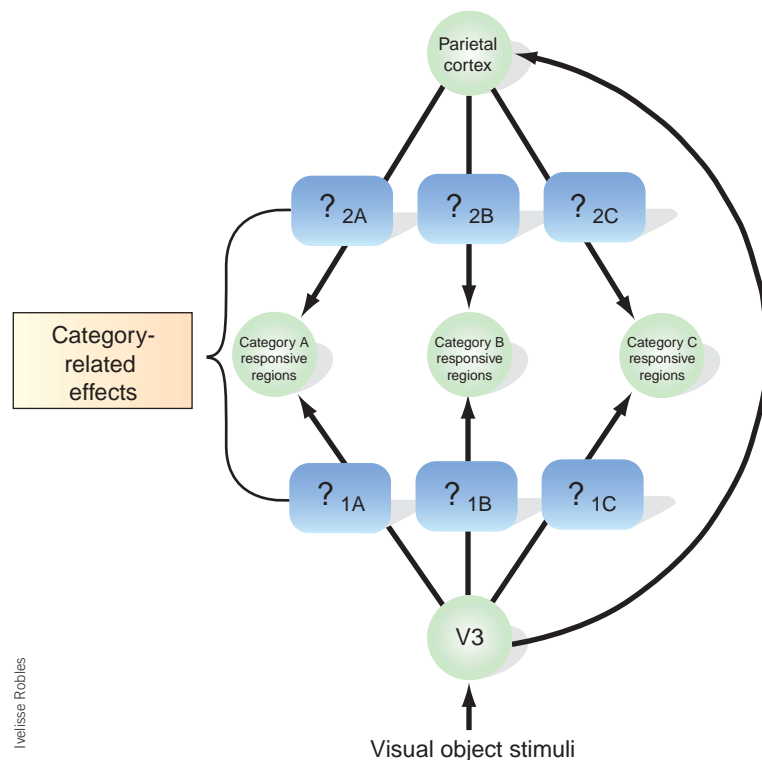 Parietal
cortex
? 2A
? 2B
? 2C
Category-
related
effects
Category A
responsive
regions
Category B
responsive
regions
Category C
responsive
regions
? 1A
? 1B
? 1C
V3
Visual object stimuli
Ivelisse Robles